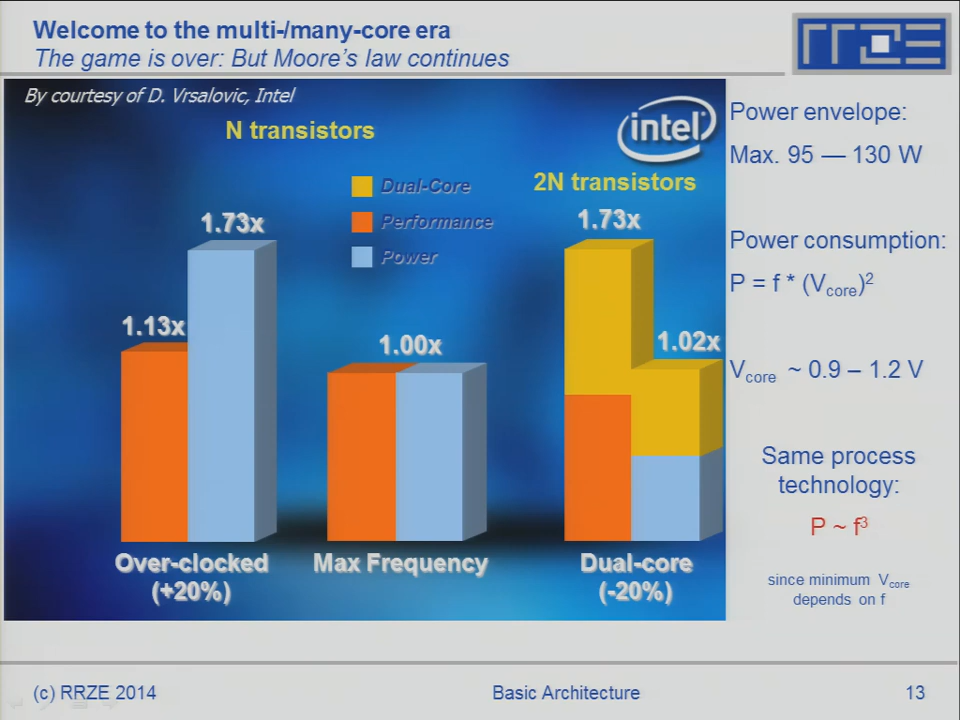 Welcome to the multi-/many-core era
The game is over: But Moore's law continues
RRZE
By courtesy of D. Vrsalovic, Intel
N transistors
intel
2N transistors
Dual-Core
Performance
Power
1.73x
1.13x
1.00x
1.73x
1.02x
Over-clocked
(+20%)
Max Frequency
Dual-core
(-20%)
Power envelope:
Max. 95 — 130 W
Power consumption:
P = f * (Vcore)²
Vcore ~ 0.9 – 1.2 V
Same process
technology:
P ~ f³
since minimum Vcore
depends on f
(c) RRZE 2014
Basic Architecture
13